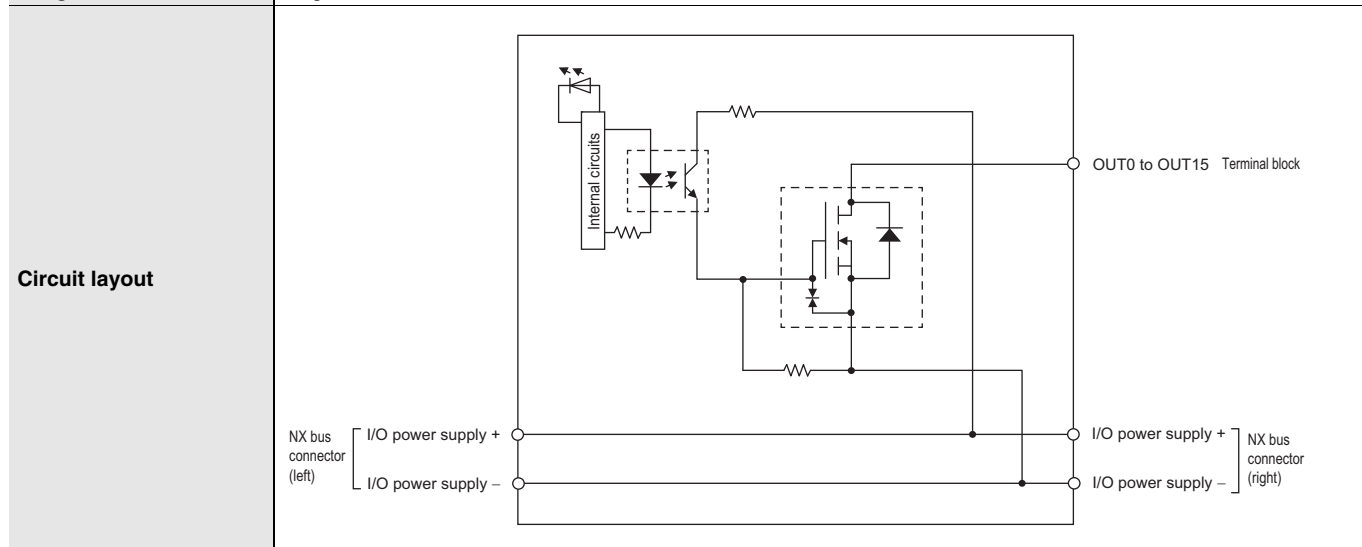 Circuit layout
Internal circuits
OUT0 to OUT15 Terminal block
NX bus
connector
(left)
I/O power supply +
I/O power supply –
I/O power supply +
I/O power supply –
NX bus
connector
(right)